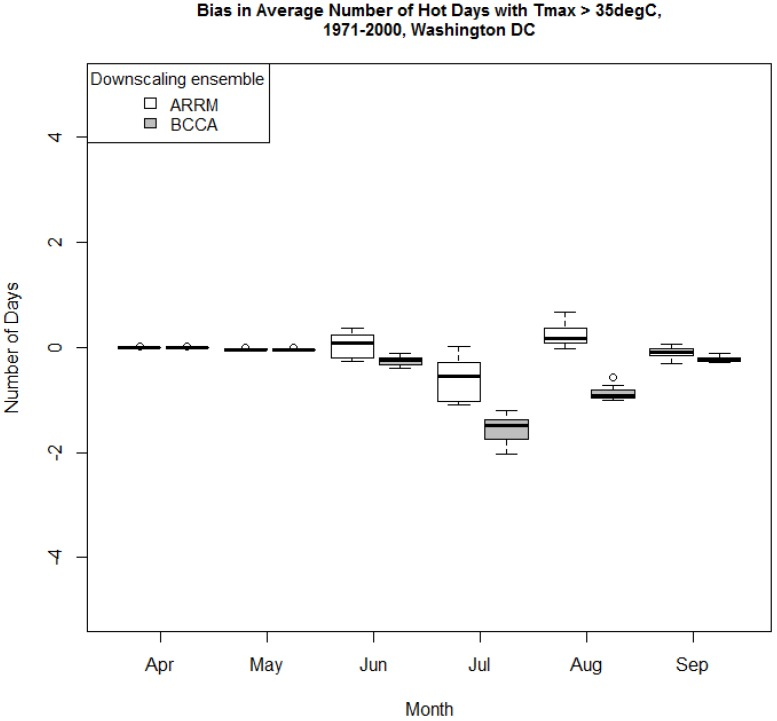 Bias in Average Number of Hot Days with Tmax > 35degC,
1971-2000, Washington DC
Downscaling ensemble
ARRM
BCCA
Number of Days
4
2
0
-2
-4
Apr May Jun Jul Aug Sep
Month